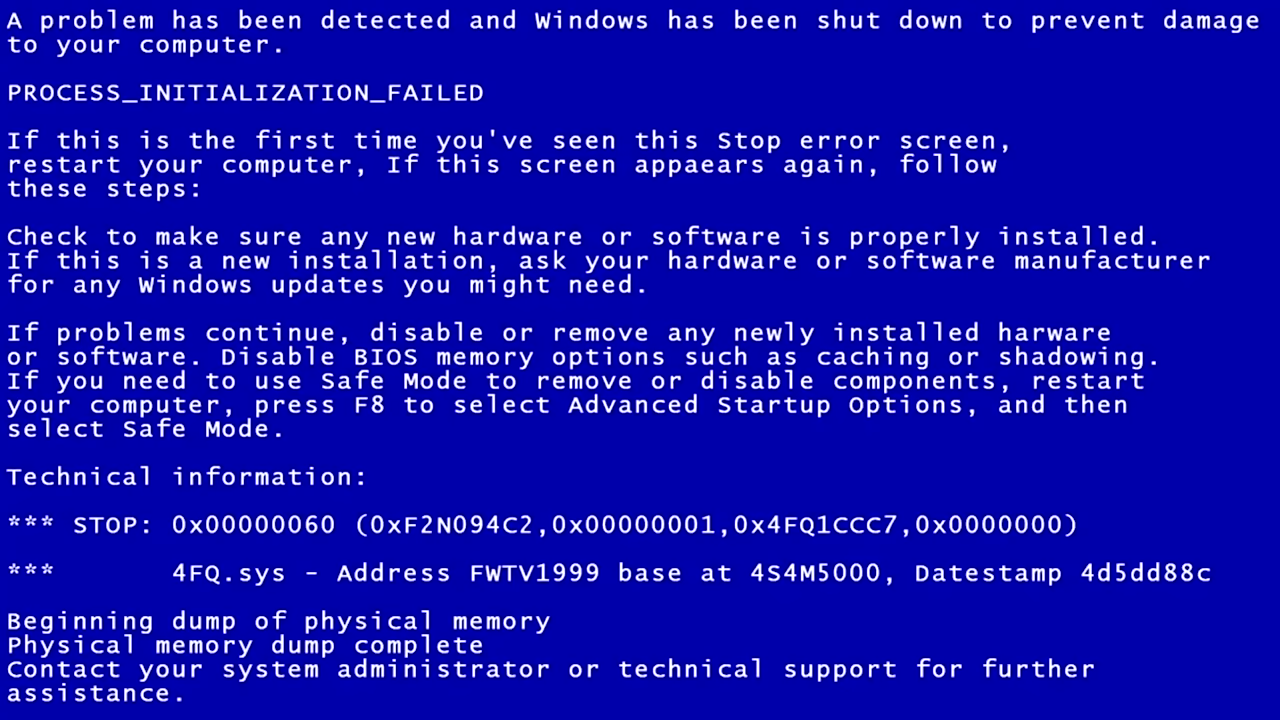 A problem has been detected and Windows has been shut down to prevent damage
to your computer.
PROCESS_INITIALIZATION_FAILED
If this is the first time you've seen this Stop error screen,
restart your computer, If this screen appaears again, follow
these steps:
Check to make sure any new hardware or software is properly installed.
If this is a new installation, ask your hardware or software manufacturer
for any Windows updates you might need.
If problems continue, disable or remove any newly installed harware
or software. Disable BIOS memory options such as caching or shadowing.
If you need to use Safe Mode to remove or disable components, restart
your computer, press F8 to select Advanced Startup Options, and then
select Safe Mode.
Technical information:
*** STOP: 0x00000060 (0xF2N094C2,0x00000001,0x4FQ1CCC7,0x0000000)
*** 4FQ.sys - Address FWTV1999 base at 4S4M5000, Datestamp 4d5dd88c
Beginning dump of physical memory
Physical memory dump complete
Contact your system administrator or technical support for further
assistance.